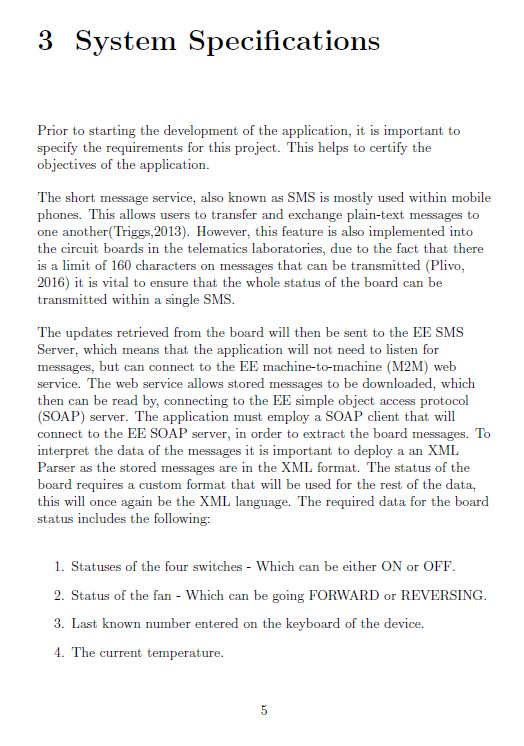 3 System Specifications
Prior to starting the development of the application, it is important to
specify the requirements for this project. This helps to certify the
objectives of the application.
The short message service, also known as SMS is mostly used within mobile
phones. This allows users to transfer and exchange plain-text messages to
one another(Triggs,2013). However, this feature is also implemented into
the circuit boards in the telematics laboratories, due to the fact that there
is a limit of 160 characters on messages that can be transmitted (Plivo,
2016) it is vital to ensure that the whole status of the board can be
transmitted within a single SMS.
The updates retrieved from the board will then be sent to the EE SMS
Server, which means that the application will not need to listen for
messages, but can connect to the EE machine-to-machine (M2M) web
service. The web service allows stored messages to be downloaded, which
then can be read by, connecting to the EE simple object access protocol
(SOAP) server. The application must employ a SOAP client that will
connect to the EE SOAP server, in order to extract the board messages. To
interpret the data of the messages it is important to deploy a an XML
Parser as the stored messages are in the XML format. The status of the
board requires a custom format that will be used for the rest of the data,
this will once again be the XML language. The required data for the board
status includes the following:
1. Statuses of the four switches - Which can be either ON or OFF.
2. Status of the fan - Which can be going FORWARD or REVERSING.
3. Last known number entered on the keyboard of the device.
4. The current temperature.
5